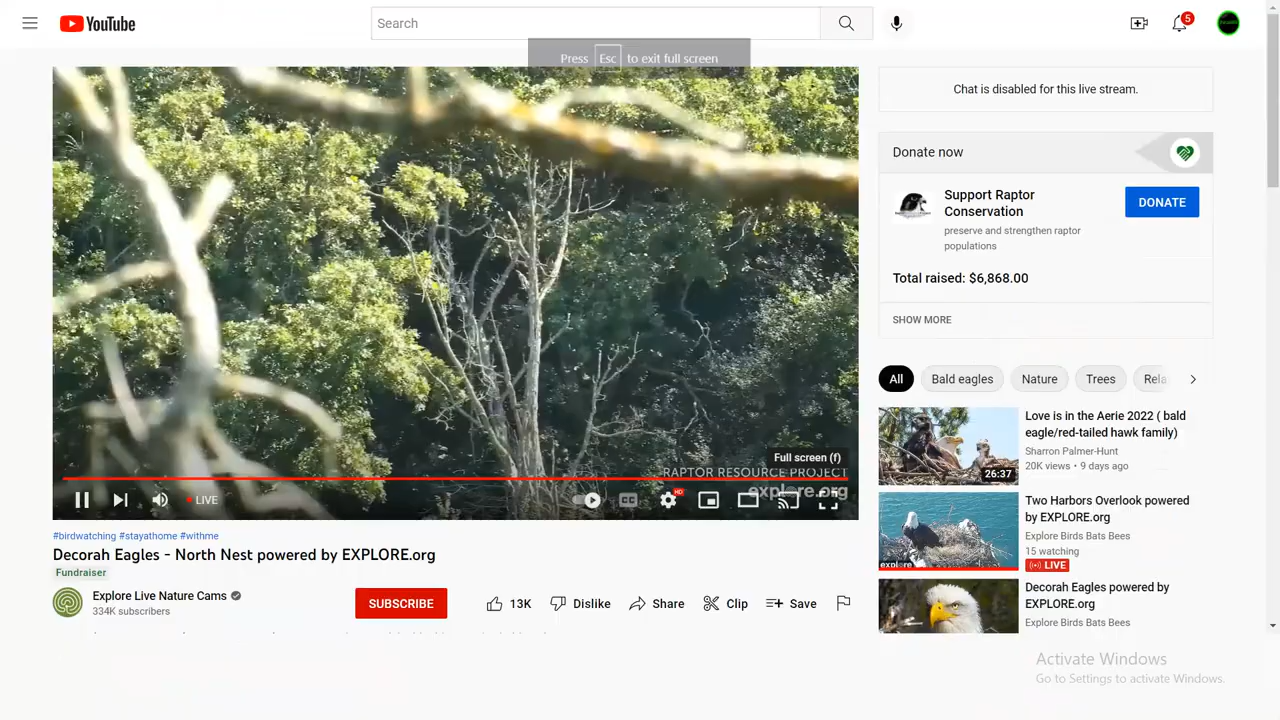 YouTube
Search
5
Press Esc to exit full screen
Chat is disabled for this live stream.
Donate now
Support Raptor
Conservation
DONATE
preserve and strengthen raptor
populations
Total raised: $6,868.00
SHOW MORE
All
Bald eagles
Nature
Trees
Rela
Full screen (f)
RAPTOR RESOURCE PROJECT
explore.org
LIVE
CC
HD
Love is in the Aerie 2022 ( bald
eagle/red-tailed hawk family)
Sharron Palmer-Hunt
20K views • 9 days ago
26:37
Two Harbors Overlook powered
by EXPLORE.org
Explore Birds Bats Bees
15 watching
LIVE
explore
Decorah Eagles powered by
EXPLORE.org
Explore Birds Bats Bees
#birdwatching #stayathome #withme
Decorah Eagles - North Nest powered by EXPLORE.org
Fundraiser
Explore Live Nature Cams
334K subscribers
SUBSCRIBE
13K
Dislike
Share
Clip
Save
Activate Windows
Go to Settings to activate Windows.